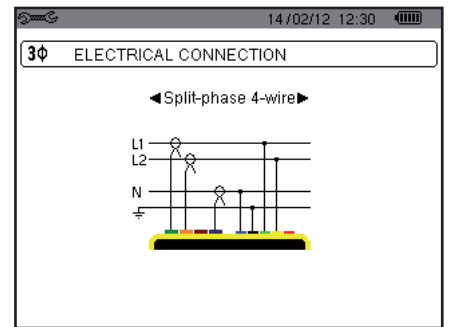 14/02/12 12:30
3Φ ELECTRICAL CONNECTION
◄Split-phase 4-wire►
L1
L2
N